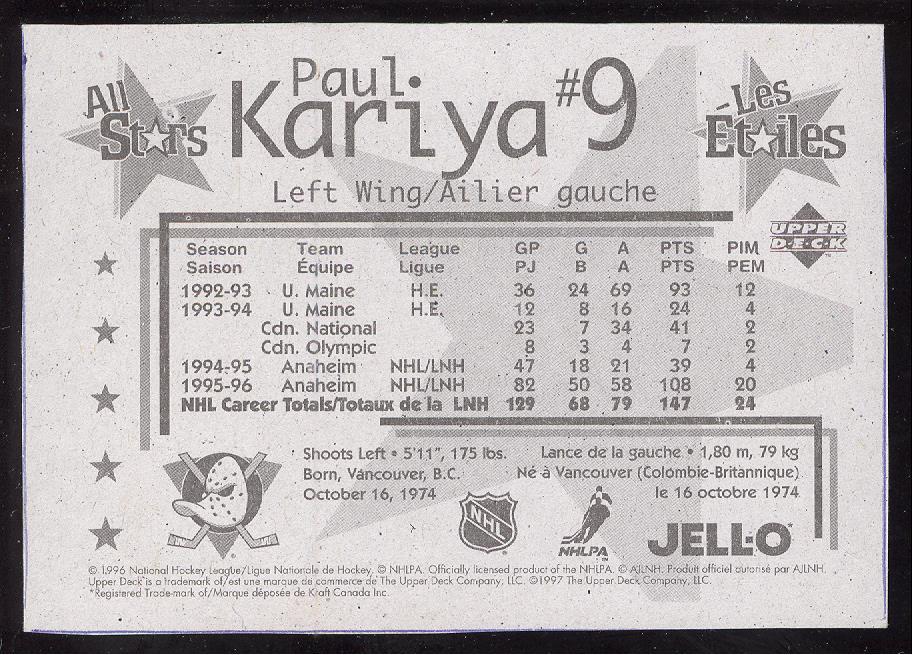 All Stars
Paul
Kariya #9
Les Étoiles
Left Wing/Ailier gauche
UPPER DECK
Season Team League GP G A PTS PIM
Saison Équipe Ligue PJ B A PTS PEM
1992-93 U. Maine H.E. 36 24 69 93 12
1993-94 U. Maine H.E. 12 8 16 24 4
Cdn. National 23 7 34 41 2
Cdn. Olympic 8 3 4 7 2
1994-95 Anaheim NHL/LNH 47 18 21 39 4
1995-96 Anaheim NHL/LNH 82 50 58 108 20
NHL Career Totals/Totaux de la LNH 129 68 79 147 24
Shoots Left • 5'11", 175 lbs. Lance de la gauche • 1,80 m, 79 kg
Born, Vancouver, B.C. Né à Vancouver (Colombie-Britannique)
October 16, 1974 le 16 octobre 1974
NHL
NHLPA
JELL-O*
© 1996 National Hockey League/Ligue Nationale de Hockey. © NHLPA. Officially licensed product of the NHLPA. © AJLNH. Produit officiel autorisé par AJLNH.
Upper Deck is a trademark of/est une marque de commerce de The Upper Deck Company, LLC. ©1997 The Upper Deck Company, LLC.
*Registered Trade-mark of/Marque déposée de Kraft Canada Inc.